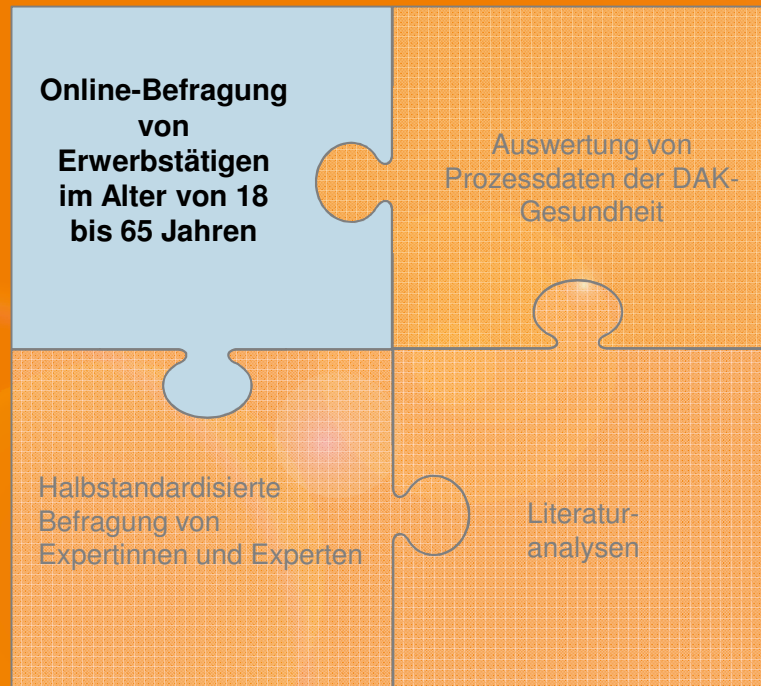 Online-Befragung
von
Erwerbstätigen
im Alter von 18
bis 65 Jahren
Auswertung von
Prozessdaten der DAK-
Gesundheit
Halbstandardisierte
Befragung von
Expertinnen und Experten
Literatur-
analysen